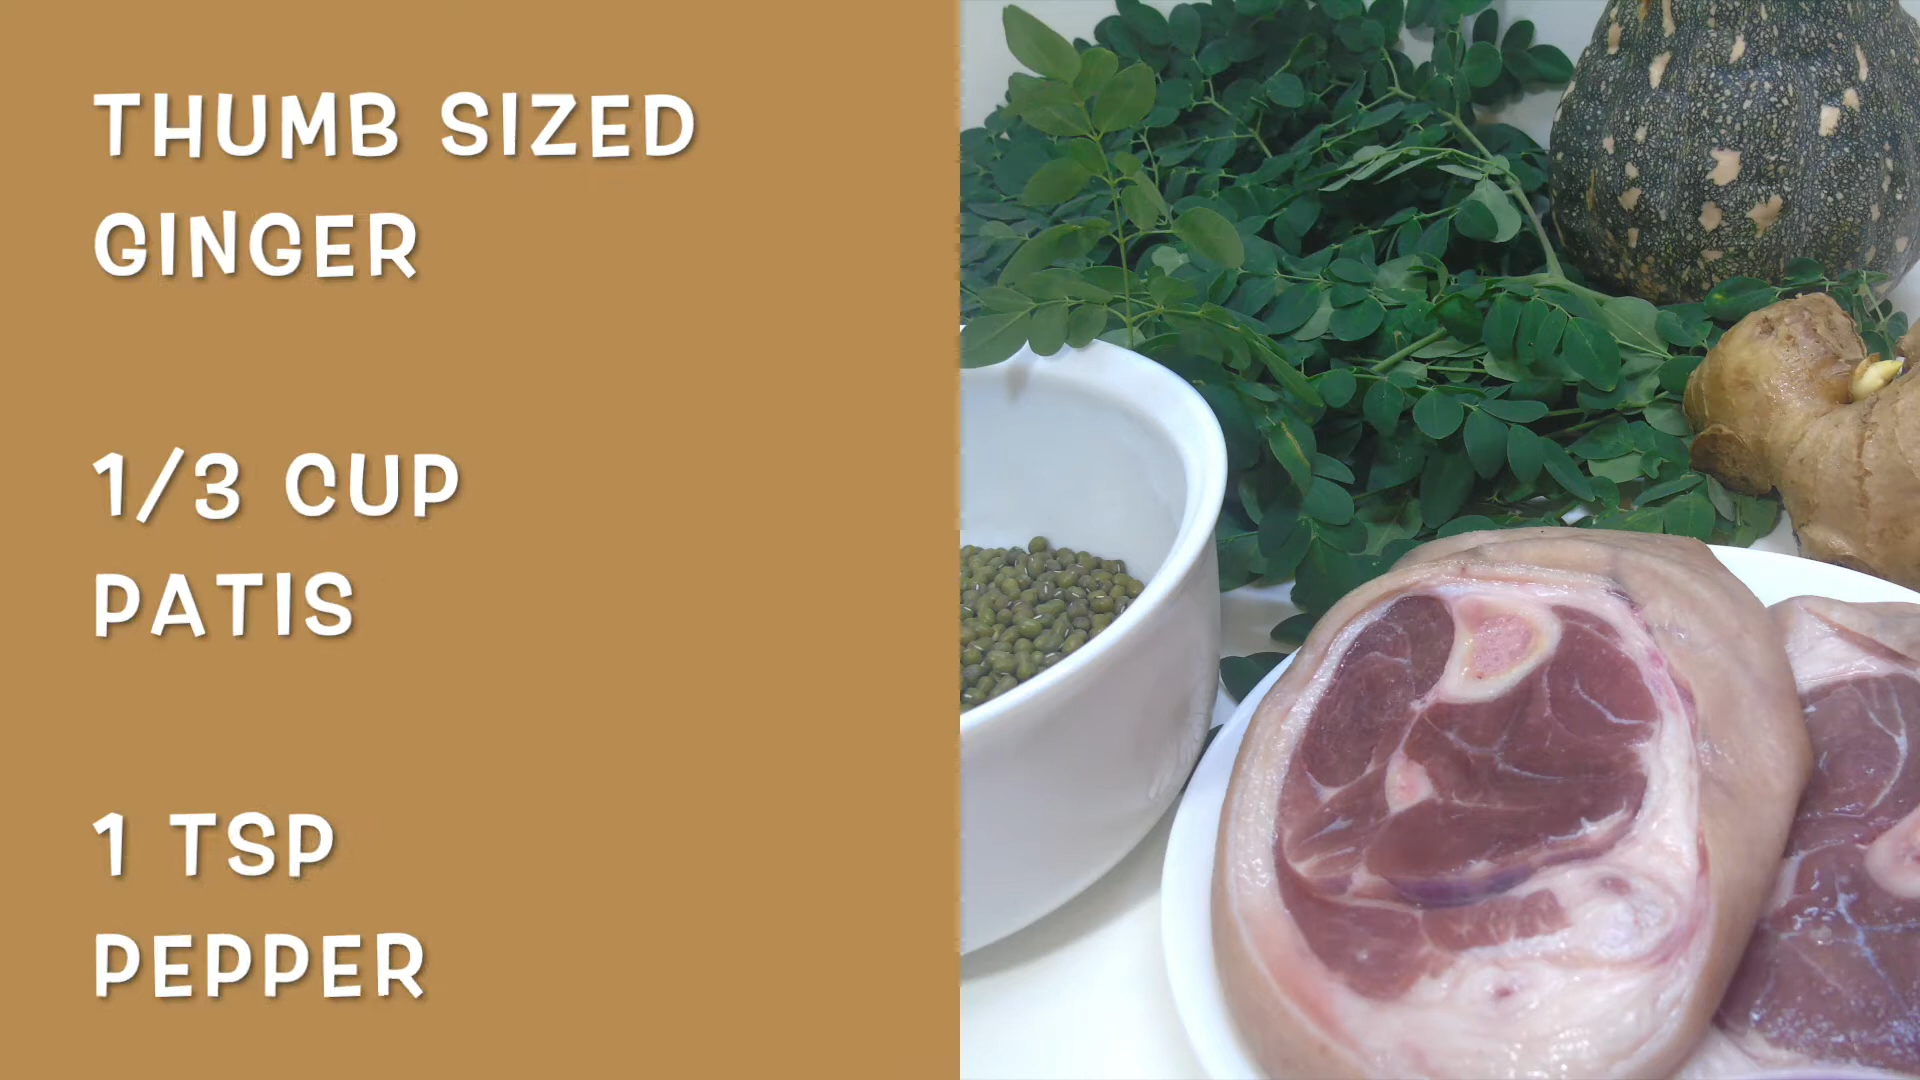 THUMB SIZED
GINGER
1/3 CUP
PATIS
1 TSP
PEPPER